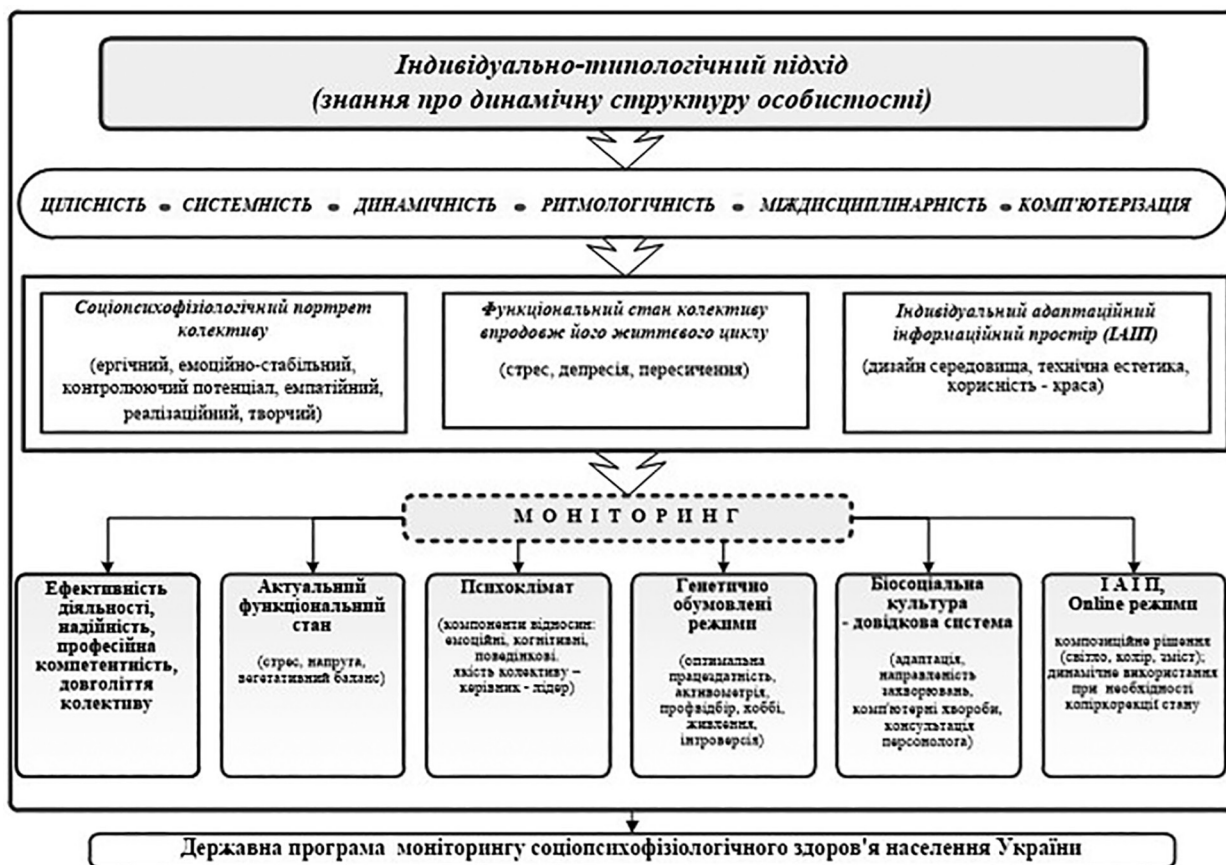 Індивідуально-типологічний підхід
(знання про динамічну структуру особистості)
ЦІЛІСНІСТЬ • СИСТЕМНІСТЬ • ДИНАМІЧНІСТЬ • РИТМОЛОГІЧНІСТЬ • МІЖДИСЦИПЛІНАРНІСТЬ • КОМП'ЮТЕРІЗАЦІЯ
Соціопсихофізіологічний портрет
колективу
(ергічний, емоційно-стабільний,
контролюючий потенціал, емпатійний,
реалізаційний, творчий)
Функціональний стан колективу
впродовж його життєвого циклу
(стрес, депресія, пересичення)
Індивідуальний адаптаційний
інформаційний простір (ІАІП)
(дизайн середовища, технічна естетика,
корисність - краса)
МОНІТОРИНГ
Ефективність
діяльності,
надійність,
професійна
компетентність,
довголіття
колективу
Актуальний
функціональний
стан
(стрес, напруга,
вегетативний баланс)
Психоклімат
(компоненти відносин:
емоційні, когнітивні,
поведінкові.
якість колективу –
керівник - лідер)
Генетично
обумовлені
режими
(оптимальна
працездатність,
активометрія,
профвідбір, хоббі,
живлення,
інтроверсія)
Біосоціальна
культура
- довідкова система
(адаптація,
направленість
захворювань,
комп'ютерні хвороби,
консультація
персонолога)
І А І П,
Online режими
композиційне рішення
(світло, колір, зміст);
динамічне використання
при необхідності
коліркорекції стану
Державна програма моніторингу соціопсихофізіологічного здоров'я населення України